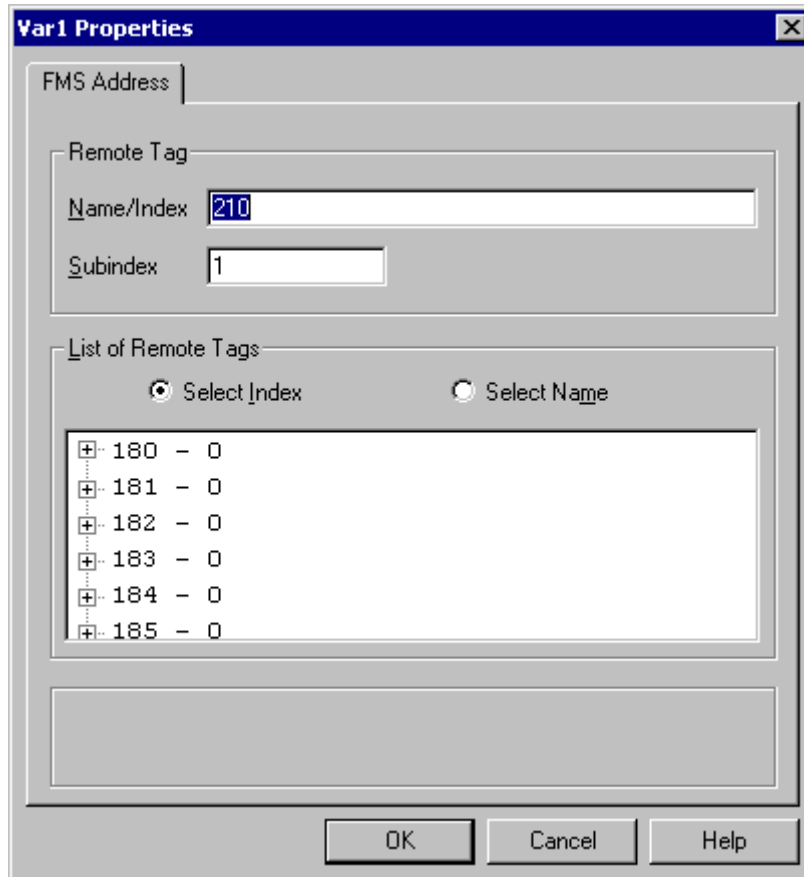 Var1 Properties
FMS Address
Remote Tag
Name/Index 210
Subindex 1
List of Remote Tags
Select Index Select Name
180 - 0
181 - 0
182 - 0
183 - 0
184 - 0
185 - 0
OK Cancel Help